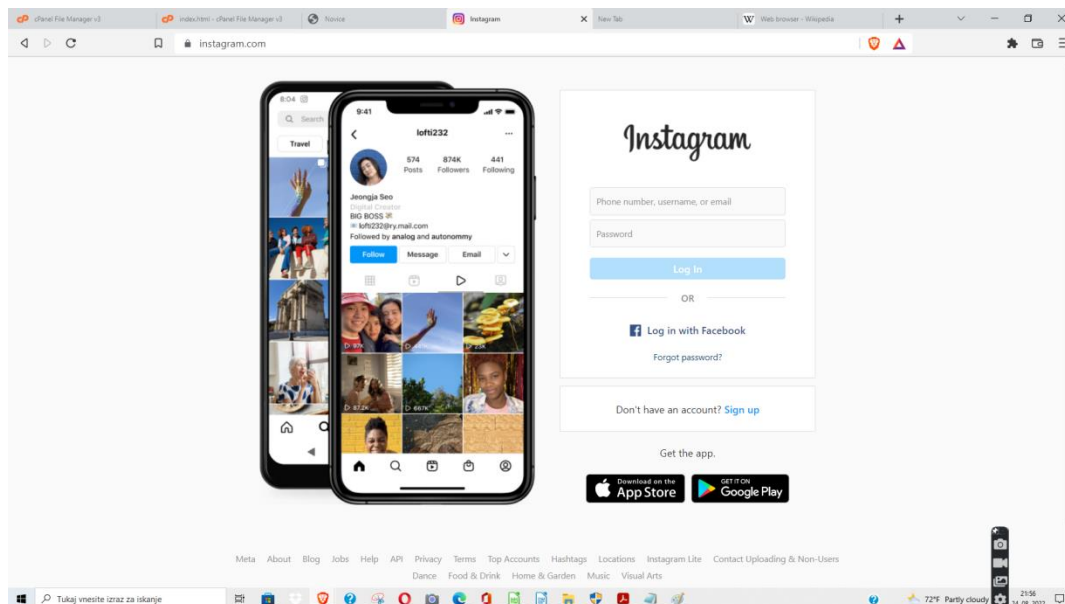 cPanel File Manager v3
index.html - cPanel File Manager v3
Novice
Instagram
New Tab
Web browser - Wikipedia
instagram.com
8:04
Search
Travel
9:41
lofti232
574 874K 441
Posts Followers Following
Jeongja Seo
Digital Creator
BIG BOSS
lofti232@ry.mail.com
Followed by analog and autonommy
Follow Message Email
97K
23K
87.2K
667K
Instagram
Phone number, username, or email
Password
Log In
OR
Log in with Facebook
Forgot password?
Don't have an account? Sign up
Get the app.
Download on the
App Store
GET IT ON
Google Play
Meta About Blog Jobs Help API Privacy Terms Top Accounts Hashtags Locations Instagram Lite Contact Uploading & Non-Users
Dance Food & Drink Home & Garden Music Visual Arts
Tukaj vnesite izraz za iskanje
72°F Partly cloudy
21:56